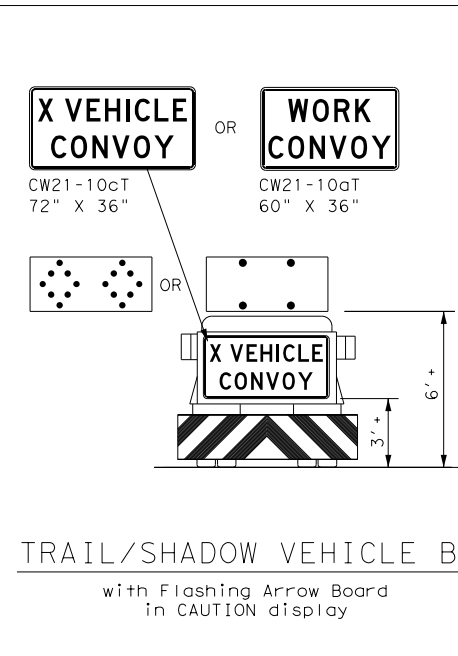 X VEHICLE
CONVOY
OR
WORK
CONVOY
CW21-10cT
72" X 36"
CW21-10aT
60" X 36"
OR
X VEHICLE
CONVOY
6'+
3'+
TRAIL/SHADOW VEHICLE B
with Flashing Arrow Board
in CAUTION display